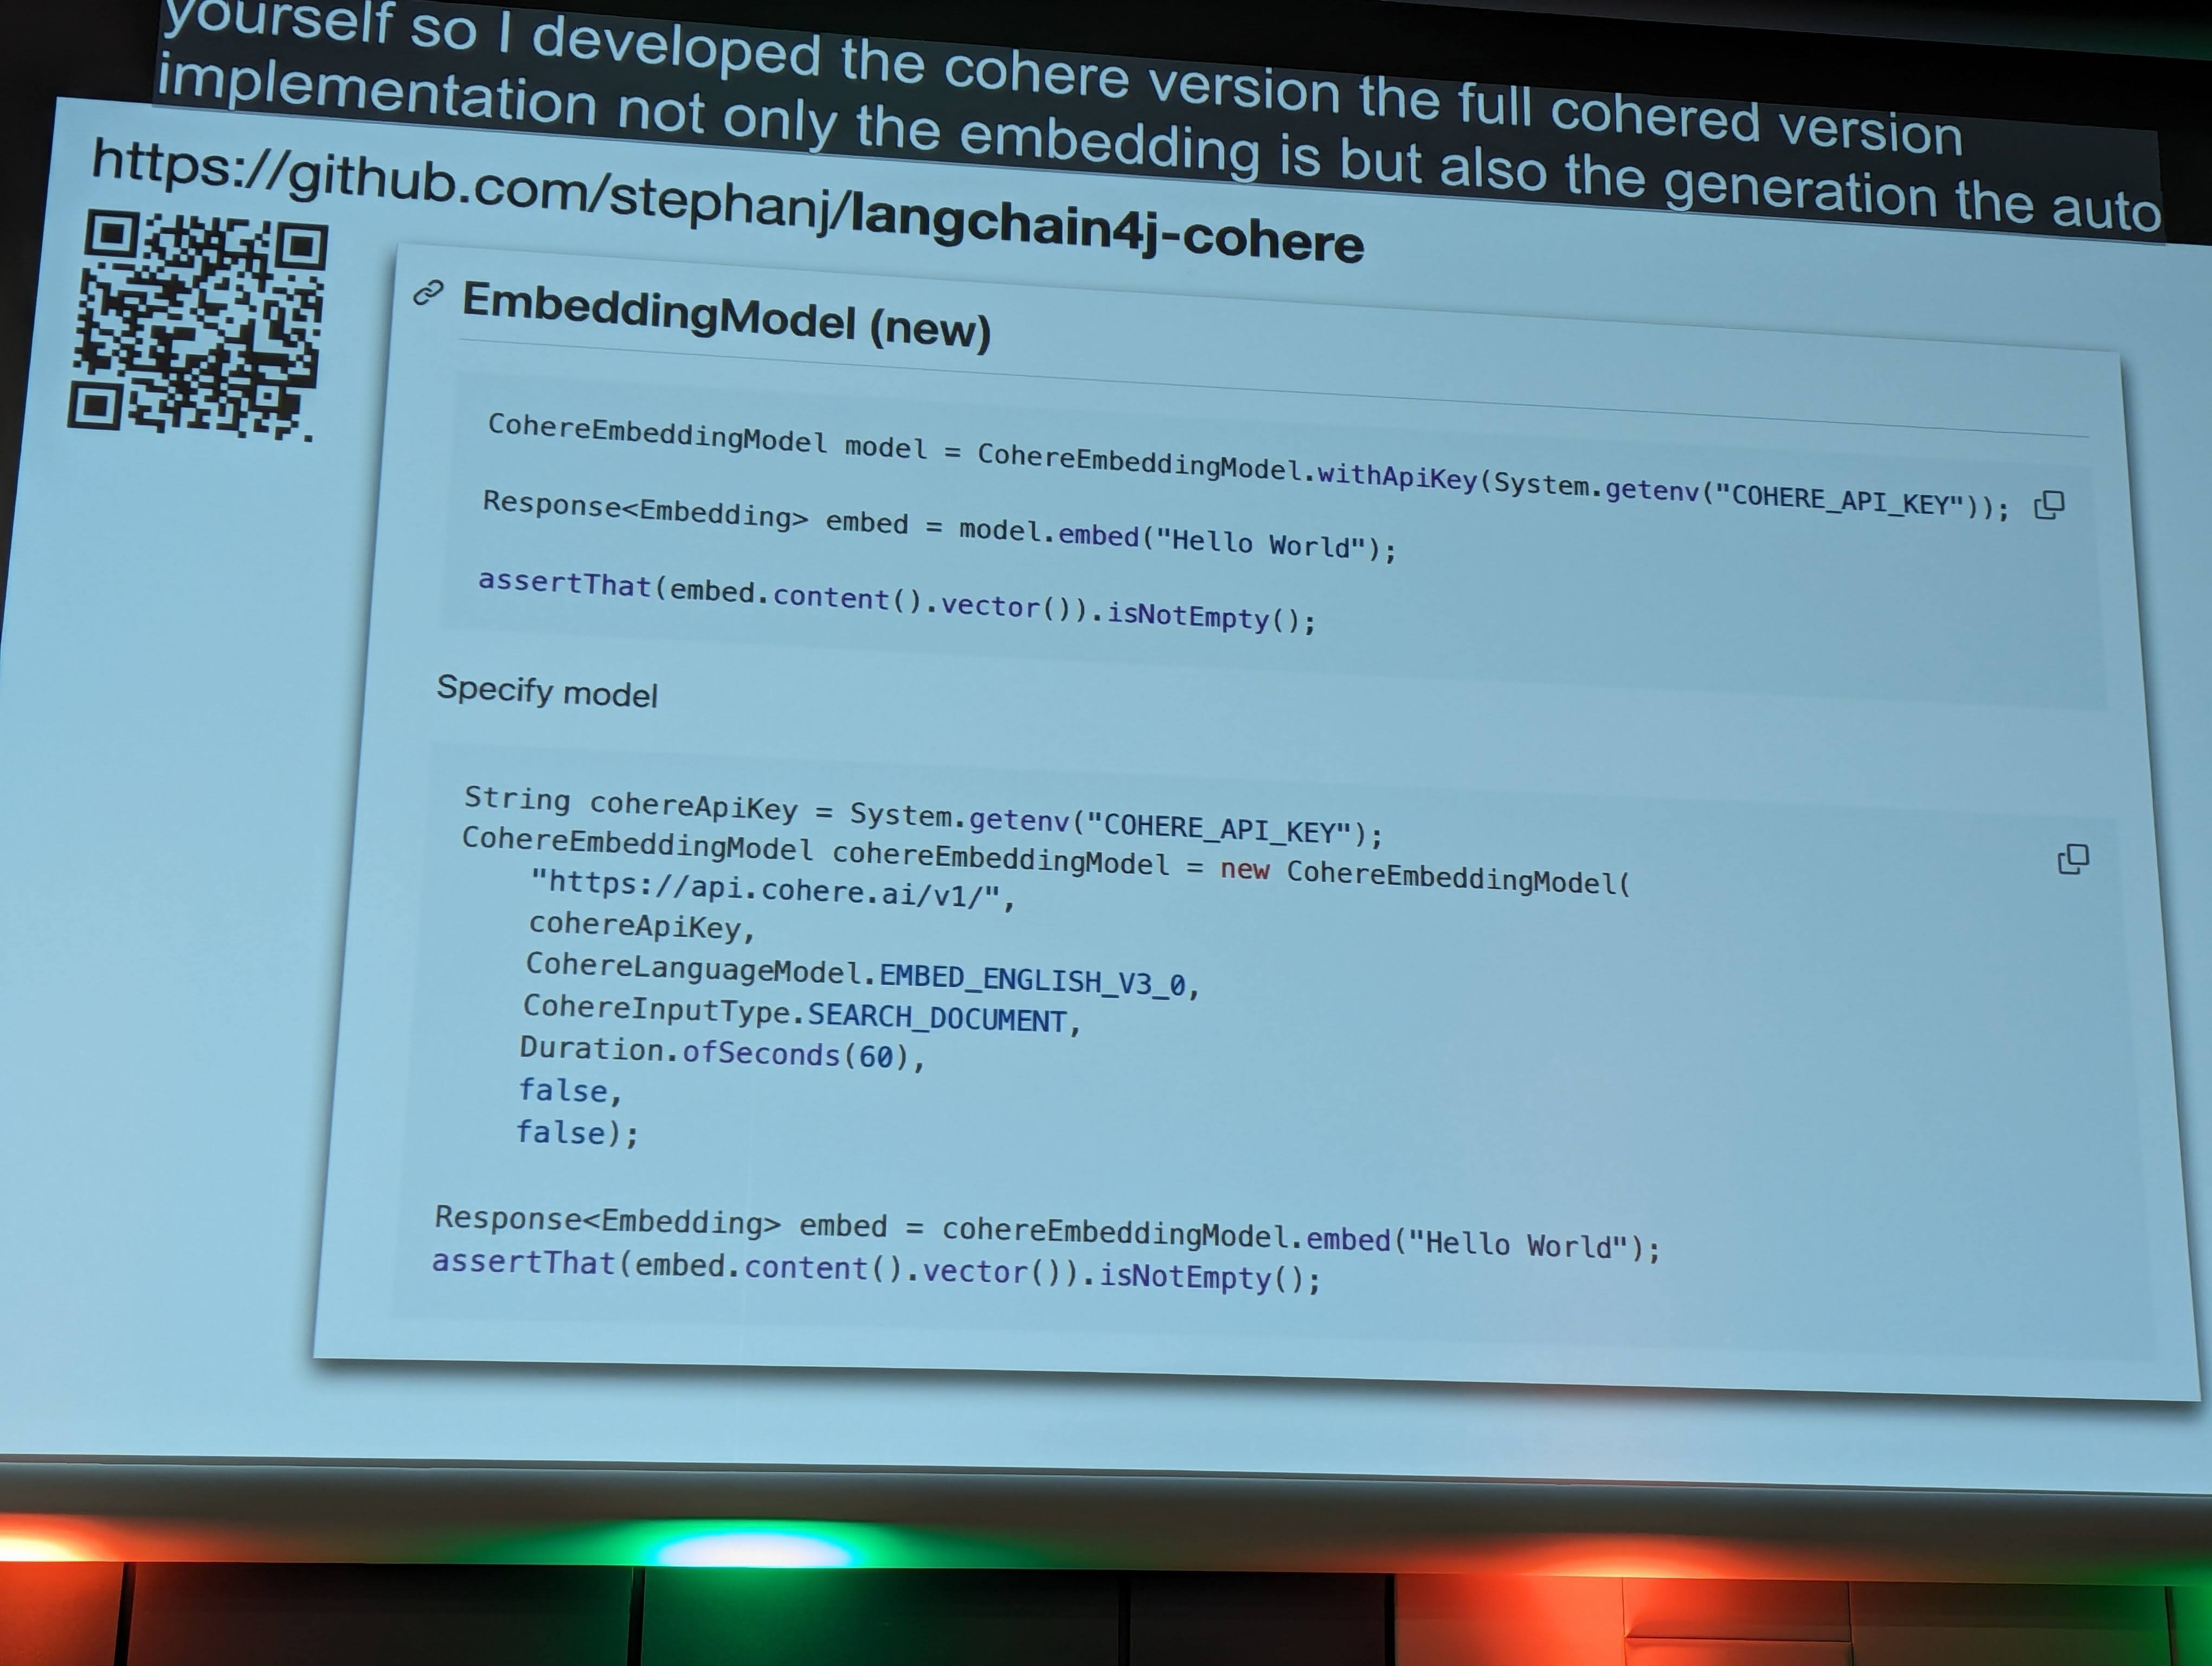 yourself so I developed the cohere version the full cohered version
implementation not only the embedding is but also the generation the auto
https://github.com/stephanj/langchain4j-cohere
EmbeddingModel (new)
CohereEmbeddingModel model = CohereEmbeddingModel.withApiKey(System.getenv("COHERE_API_KEY"));
Response<Embedding> embed = model.embed("Hello World");
assertThat(embed.content().vector()).isNotEmpty();
Specify model
String cohereApiKey = System.getenv("COHERE_API_KEY");
CohereEmbeddingModel cohereEmbeddingModel = new CohereEmbeddingModel(
"https://api.cohere.ai/v1/",
cohereApiKey,
CohereLanguageModel.EMBED_ENGLISH_V3_0,
CohereInputType.SEARCH_DOCUMENT,
Duration.ofSeconds(60),
false,
false);
Response<Embedding> embed = cohereEmbeddingModel.embed("Hello World");
assertThat(embed.content().vector()).isNotEmpty();